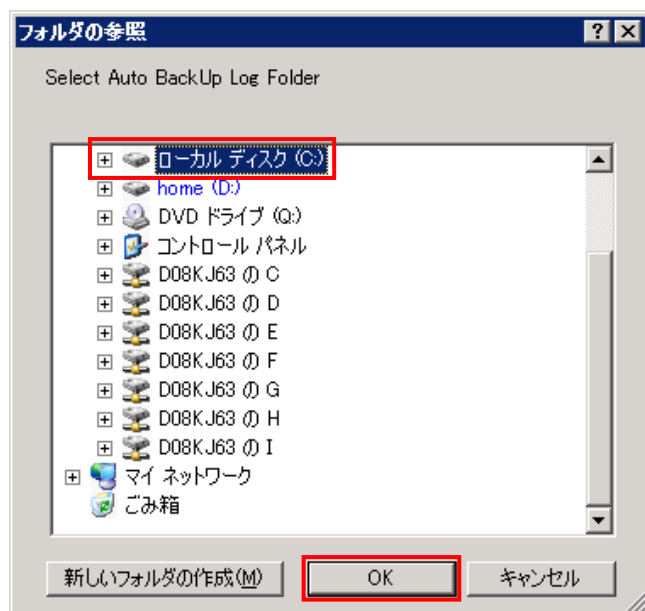 フォルダの参照
Select Auto BackUp Log Folder
ローカル ディスク (C:)
home (D:)
DVD ドライブ (Q:)
コントロール パネル
D08KJ63 の C
D08KJ63 の D
D08KJ63 の E
D08KJ63 の F
D08KJ63 の G
D08KJ63 の H
D08KJ63 の I
マイ ネットワーク
ごみ箱
新しいフォルダの作成(M) OK キャンセル